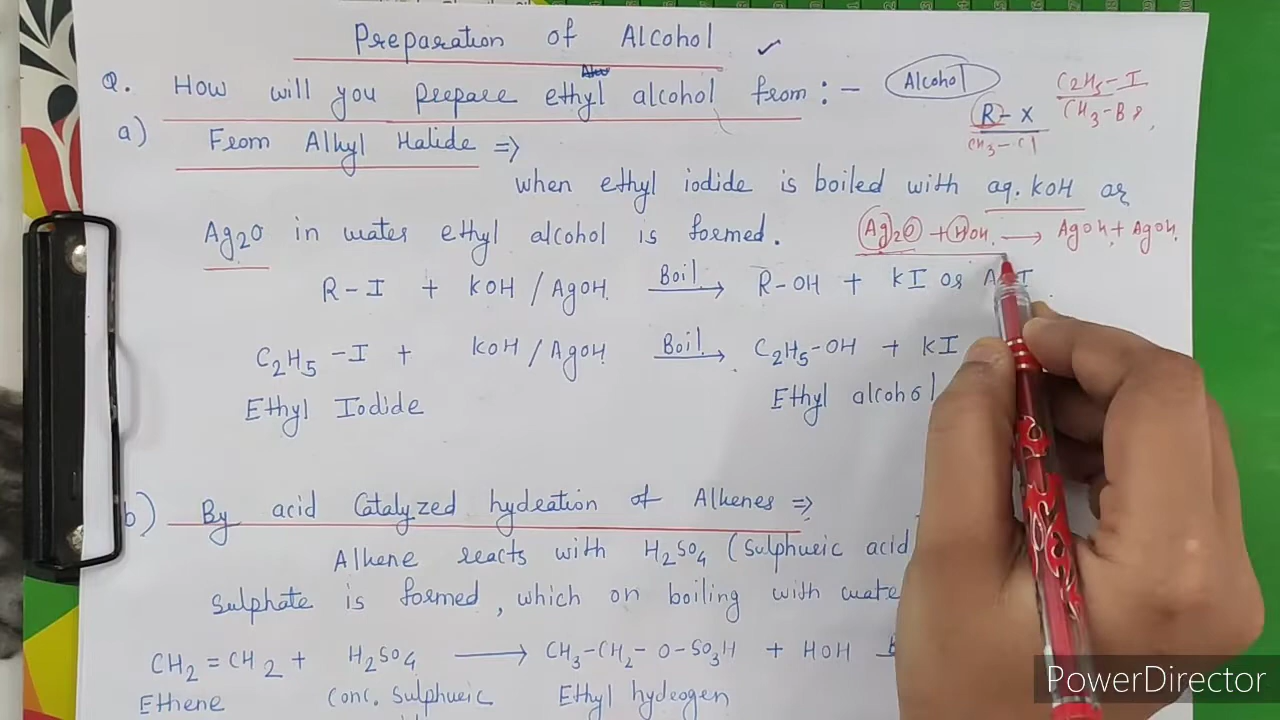 Preparation of Alcohol ✓
Q. How will you prepare ethyl alcohol from:-
Alcohol
R-X
CH3-Cl
C2H5-I
CH3-Br,
a) From Alkyl Halide ⇒
when ethyl iodide is boiled with aq. KOH or
Ag2O in water ethyl alcohol is formed.
Ag2O + HOH → AgOH + AgOH
R-I + KOH / AgOH Boil → R-OH + KI or AgI
C2H5-I + KOH / AgOH Boil → C2H5-OH + KI
Ethyl Iodide Ethyl alcohol
b) By acid Catalyzed hydration of Alkenes ⇒
Alkene reacts with H2SO4 (Sulphuric acid
Sulphate is formed, which on boiling with
CH2=CH2 + H2SO4 → CH3-CH2-O-SO3H + HOH
Ethene conc. Sulphuric Ethyl hydrogen
PowerDirector